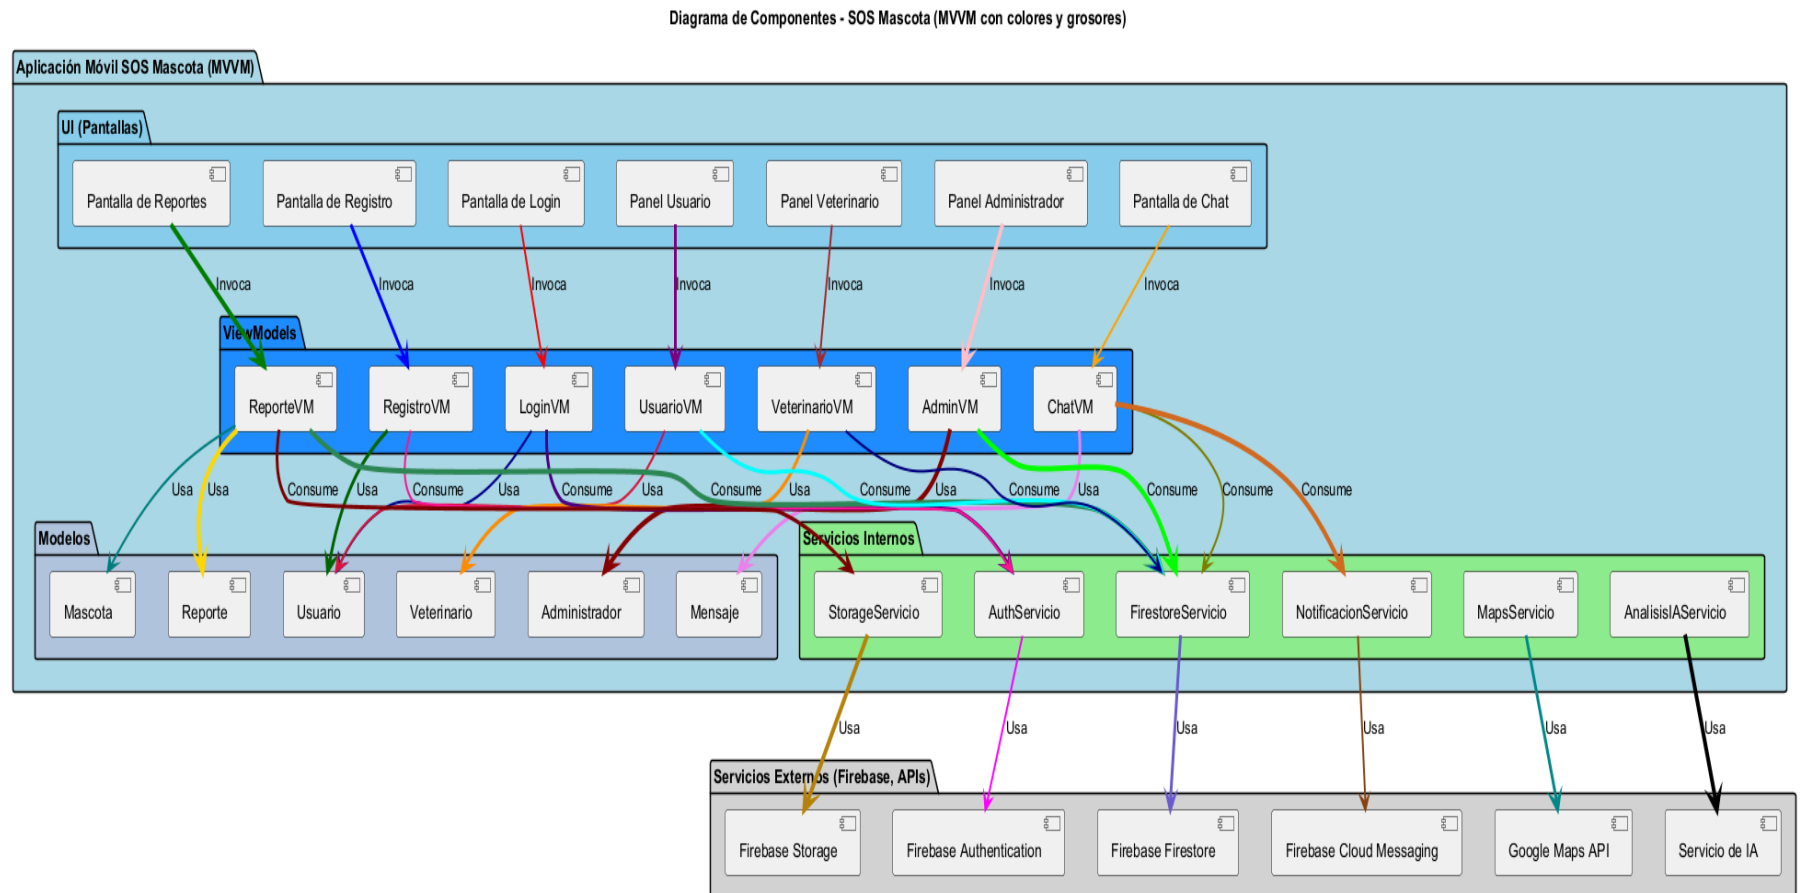 Diagrama de Componentes - SOS Mascota (MVVM con colores y grosores)
Aplicación Móvil SOS Mascota (MVVM)
UI (Pantallas)
Pantalla de Reportes
Pantalla de Registro
Pantalla de Login
Panel Usuario
Panel Veterinario
Panel Administrador
Pantalla de Chat
Invoca
Invoca
Invoca
Invoca
Invoca
Invoca
Invoca
ViewModels
ReporteVM
RegistroVM
LoginVM
UsuarioVM
VeterinarioVM
AdminVM
ChatVM
Usa
Usa
Consume
Usa
Consume
Usa
Consume
Usa
Consume
Usa
Consume
Usa
Consume
Usa
Consume
Consume
Consume
Modelos
Servicios Internos
Mascota
Reporte
Usuario
Veterinario
Administrador
Mensaje
StorageServicio
AuthServicio
FirestoreServicio
NotificacionServicio
MapsServicio
AnalisisIAServicio
Usa
Usa
Usa
Usa
Usa
Usa
Servicios Externos (Firebase, APIs)
Firebase Storage
Firebase Authentication
Firebase Firestore
Firebase Cloud Messaging
Google Maps API
Servicio de IA